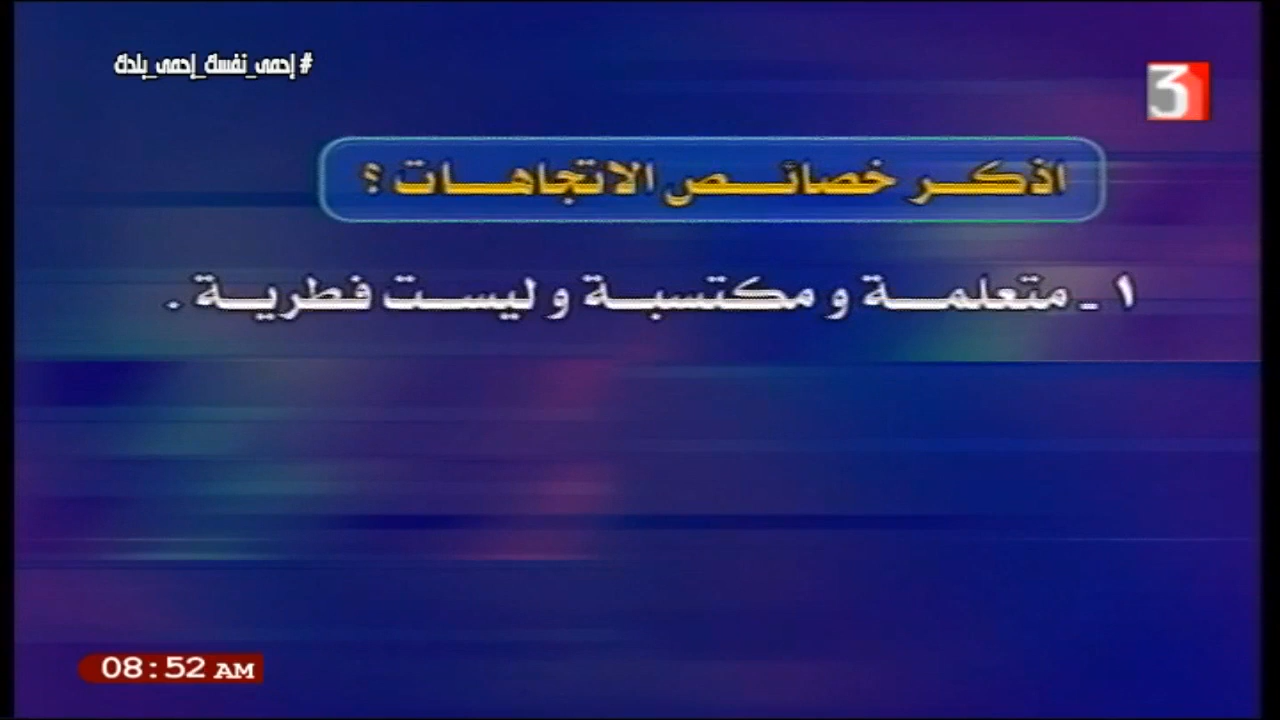 # إحمى_نفسك_إحمى_بلدك
3
اذكر خصائص الاتجاهات ؟
١ - متعلمة و مكتسبة و ليست فطرية .
08:52 AM